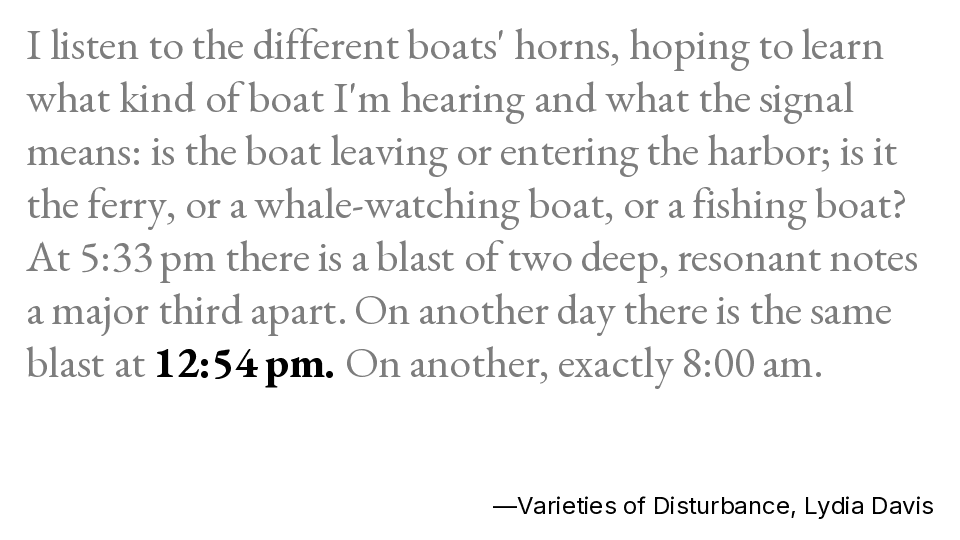 I listen to the different boats' horns, hoping to learn
what kind of boat I'm hearing and what the signal
means: is the boat leaving or entering the harbor; is it
the ferry, or a whale-watching boat, or a fishing boat?
At 5:33 pm there is a blast of two deep, resonant notes
a major third apart. On another day there is the same
blast at 12:54 pm. On another, exactly 8:00 am.
—Varieties of Disturbance, Lydia Davis